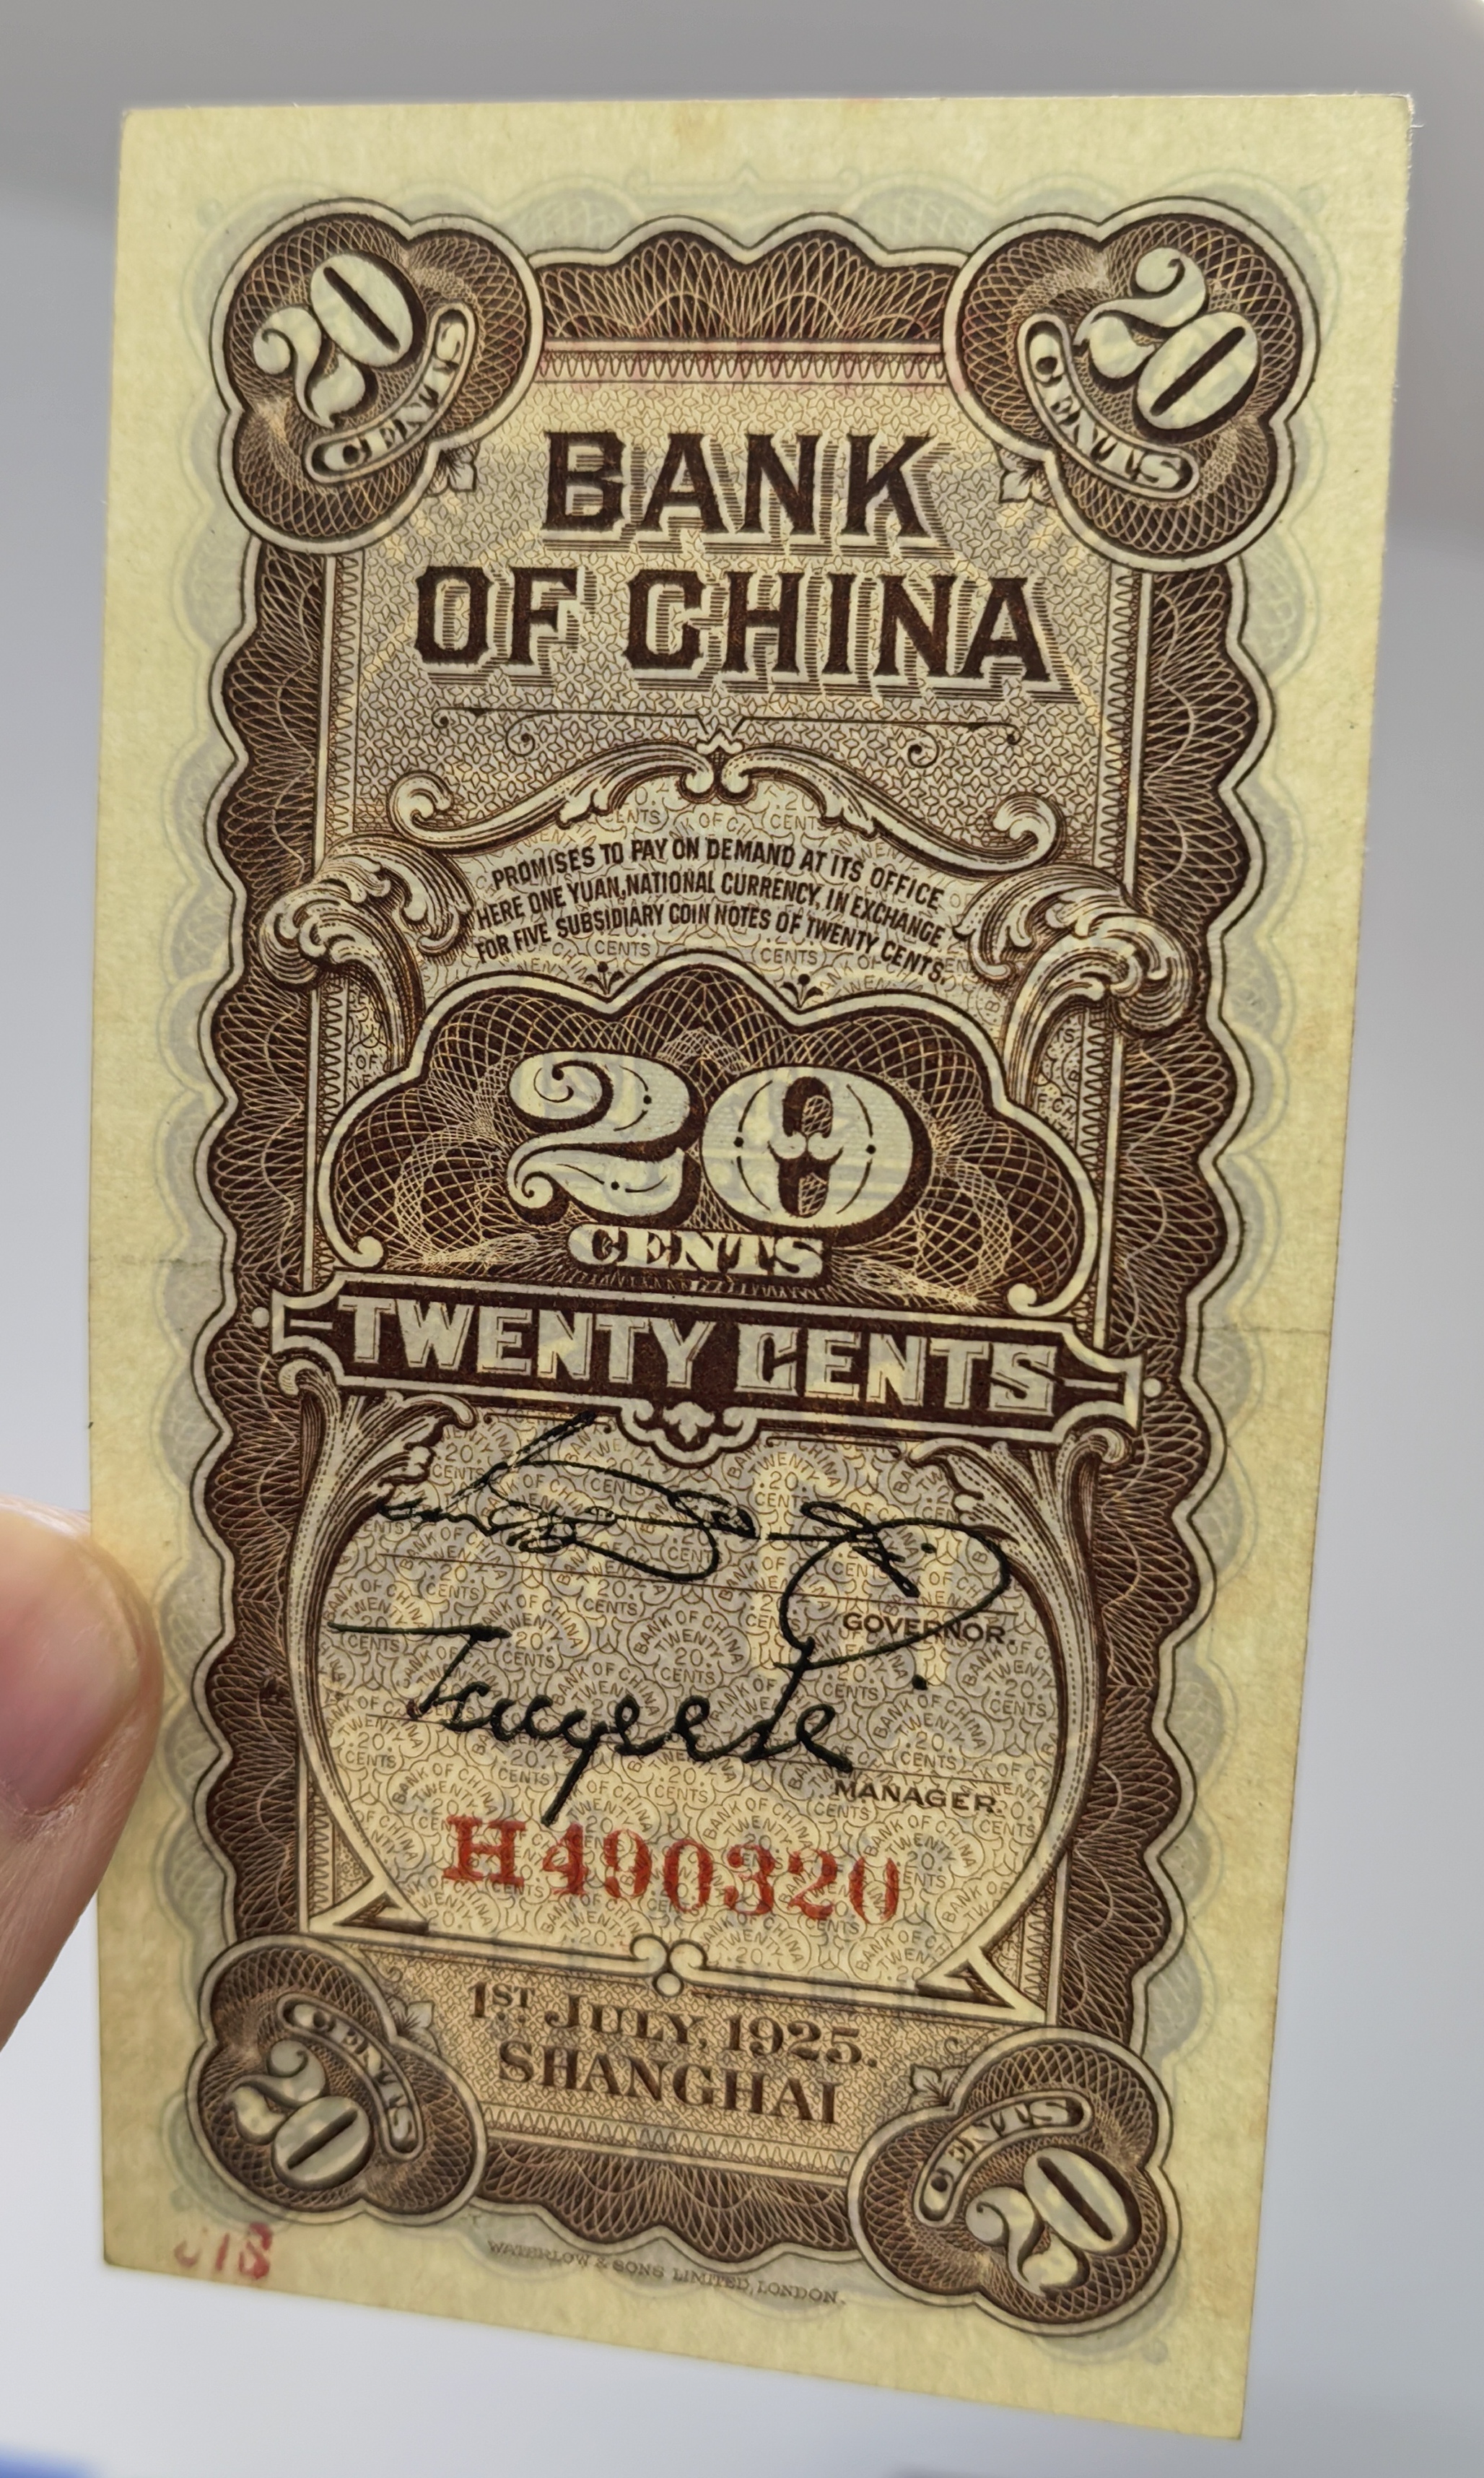 20
CENTS
20
CENTS
BANK
OF CHINA
PROMISES TO PAY ON DEMAND AT ITS OFFICE
HERE ONE YUAN, NATIONAL CURRENCY, IN EXCHANGE
FOR FIVE SUBSIDIARY COIN NOTES OF TWENTY CENTS.
20
CENTS
TWENTY CENTS
GOVERNOR.
MANAGER.
H490320
1ST JULY, 1925.
SHANGHAI
CENTS
20
CENTS
20
WATERLOW & SONS LIMITED, LONDON.